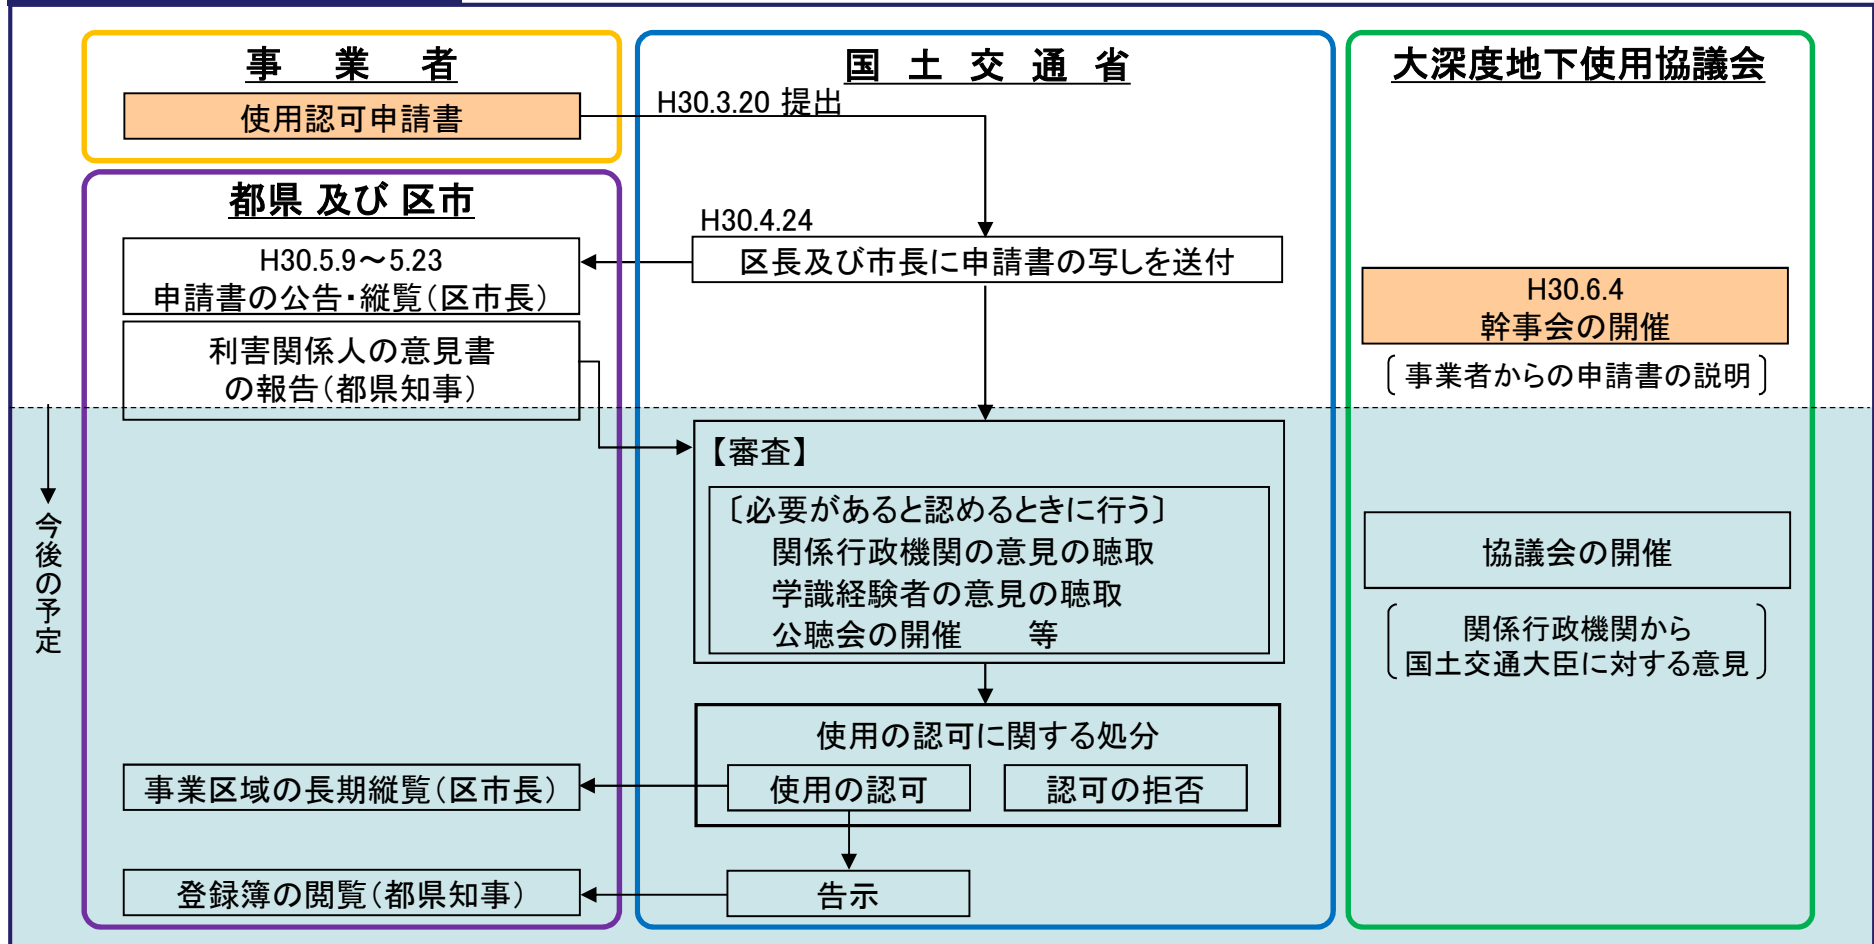 事　業　者
使用認可申請書
都県 及び 区市
H30.5.9～5.23
申請書の公告・縦覧(区市長)
利害関係人の意見書
の報告(都県知事)
今後の予定
事業区域の長期縦覧(区市長)
登録簿の閲覧(都県知事)
国 土 交 通 省
H30.3.20 提出
H30.4.24
区長及び市長に申請書の写しを送付
【審査】
〔必要があると認めるときに行う〕
関係行政機関の意見の聴取
学識経験者の意見の聴取
公聴会の開催　　等
使用の認可に関する処分
使用の認可
認可の拒否
告示
大深度地下使用協議会
H30.6.4
幹事会の開催
〔事業者からの申請書の説明〕
協議会の開催
関係行政機関から
国土交通大臣に対する意見